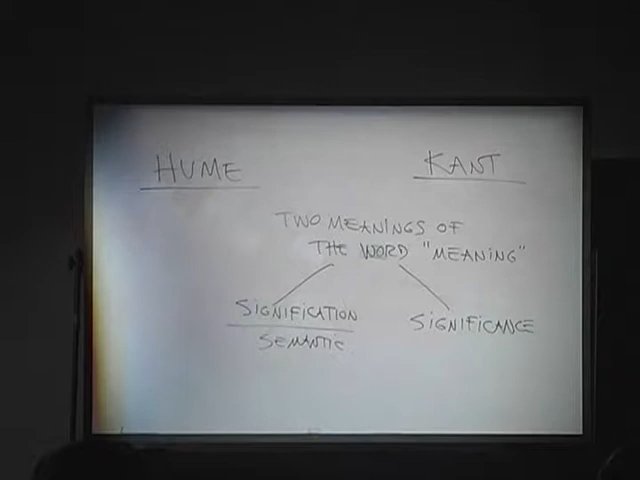 HUME
KANT
TWO MEANINGS OF
THE WORD "MEANING"
SIGNIFICATION
SIGNIFICANCE
SEMANTIC